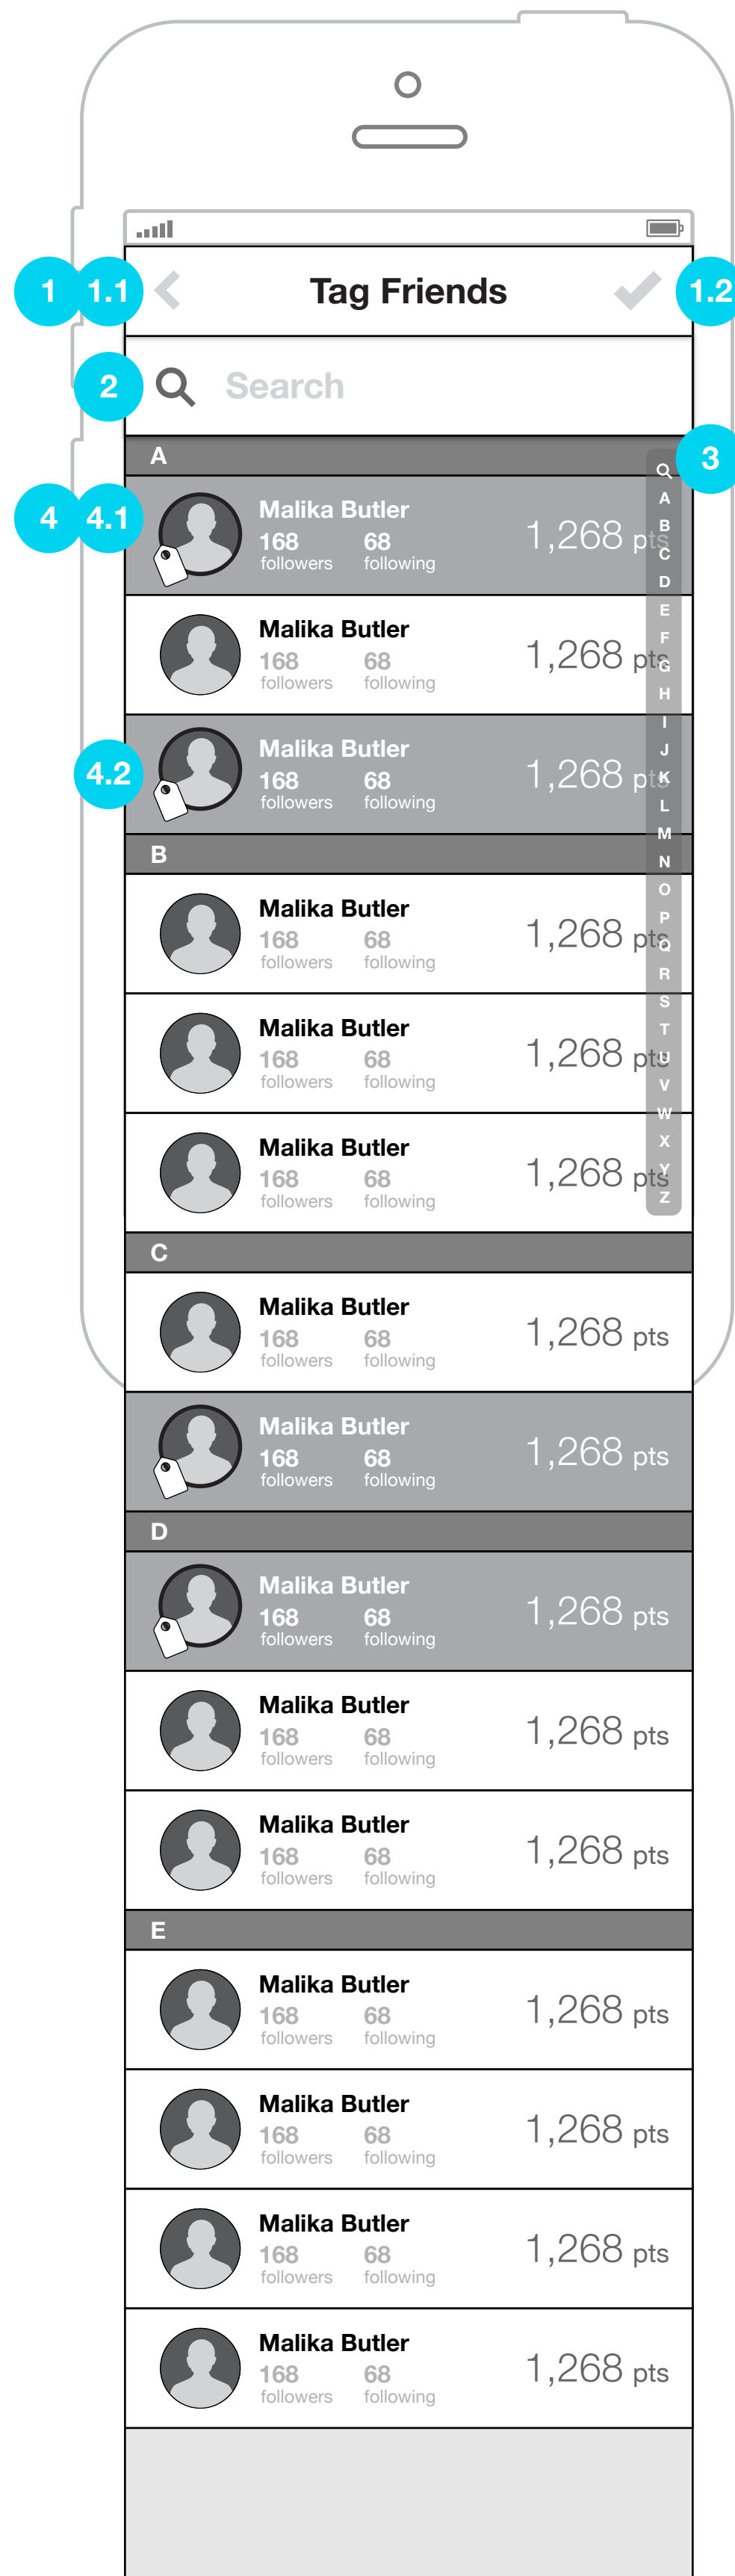 1 1.1 Tag Friends 1.2
2 Search
3
A
4 4.1 Malika Butler
168 68 1,268 pts
followers following
Malika Butler
168 68 1,268 pts
followers following
4.2 Malika Butler
168 68 1,268 pts
followers following
B
Malika Butler
168 68 1,268 pts
followers following
Malika Butler
168 68 1,268 pts
followers following
Malika Butler
168 68 1,268 pts
followers following
A
B
C
D
E
F
G
H
I
J
K
L
M
N
O
P
Q
R
S
T
U
V
W
X
Y
Z
C
Malika Butler
168 68 1,268 pts
followers following
Malika Butler
168 68 1,268 pts
followers following
D
Malika Butler
168 68 1,268 pts
followers following
Malika Butler
168 68 1,268 pts
followers following
Malika Butler
168 68 1,268 pts
followers following
E
Malika Butler
168 68 1,268 pts
followers following
Malika Butler
168 68 1,268 pts
followers following
Malika Butler
168 68 1,268 pts
followers following
Malika Butler
168 68 1,268 pts
followers following